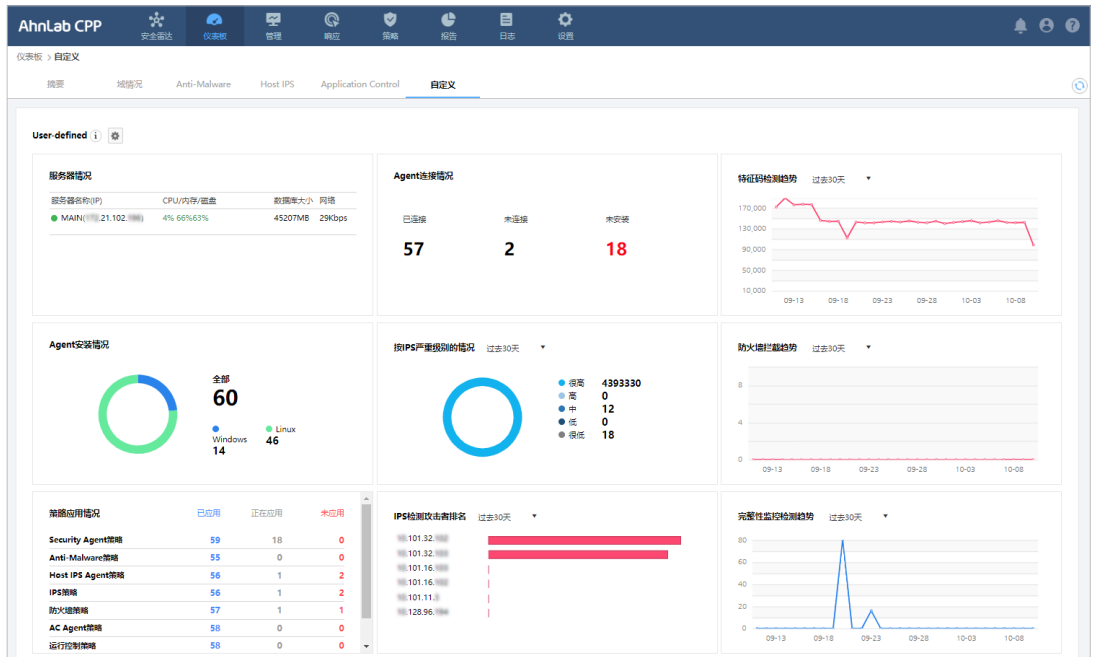 AhnLab CPP
安全雷达 仪表板 管理 响应 策略 报告 日志 设置
仪表板 > 自定义
摘要 域情况 Anti-Malware Host IPS Application Control 自定义
User-defined
服务器情况
服务器名称(IP) CPU/内存/磁盘 数据库大小 网络
MAIN( .21.102. ) 4% 66%63% 45207MB 29Kbps
Agent连接情况
已连接 未连接 未安装
57 2 18
特征码检测趋势 过去30天
170,000
130,000
90,000
50,000
10,000
09-13 09-18 09-23 09-28 10-03 10-08
Agent安装情况
全部
60
Windows
14
Linux
46
按IPS严重级别的情况 过去30天
很高 4393330
高 0
中 12
低 0
很低 18
防火墙拦截趋势 过去30天
8
4
0
09-13 09-18 09-23 09-28 10-03 10-08
策略应用情况 已应用 正在应用 未应用
Security Agent策略 59 18 0
Anti-Malware策略 55 0 0
Host IPS Agent策略 56 1 2
IPS策略 56 1 2
防火墙策略 57 1 1
AC Agent策略 58 0 0
运行控制策略 58 0 0
IPS检测攻击者排名 过去30天
.101.32.
.101.32.
.101.16.
.101.16.
.101.11.
.128.96.
完整性监控检测趋势 过去30天
80
60
40
20
0
09-13 09-18 09-23 09-28 10-03 10-08